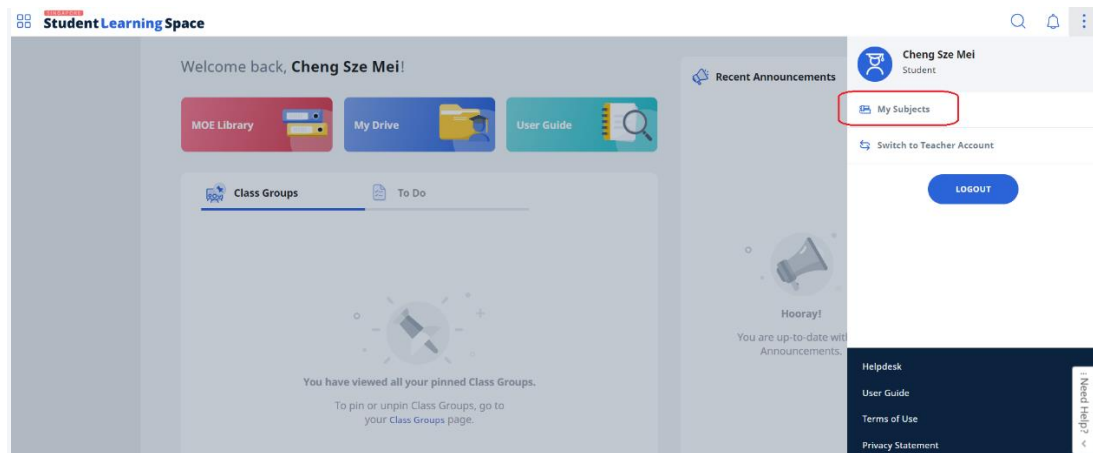 SINGAPORE
Student Learning Space
Welcome back, Cheng Sze Mei!
MOE Library
My Drive
User Guide
Class Groups
To Do
You have viewed all your pinned Class Groups.
To pin or unpin Class Groups, go to
your Class Groups page.
Recent Announcements
Hooray!
You are up-to-date wit
Announcements.
Cheng Sze Mei
Student
My Subjects
Switch to Teacher Account
LOGOUT
Helpdesk
User Guide
Terms of Use
Privacy Statement
Need Help?